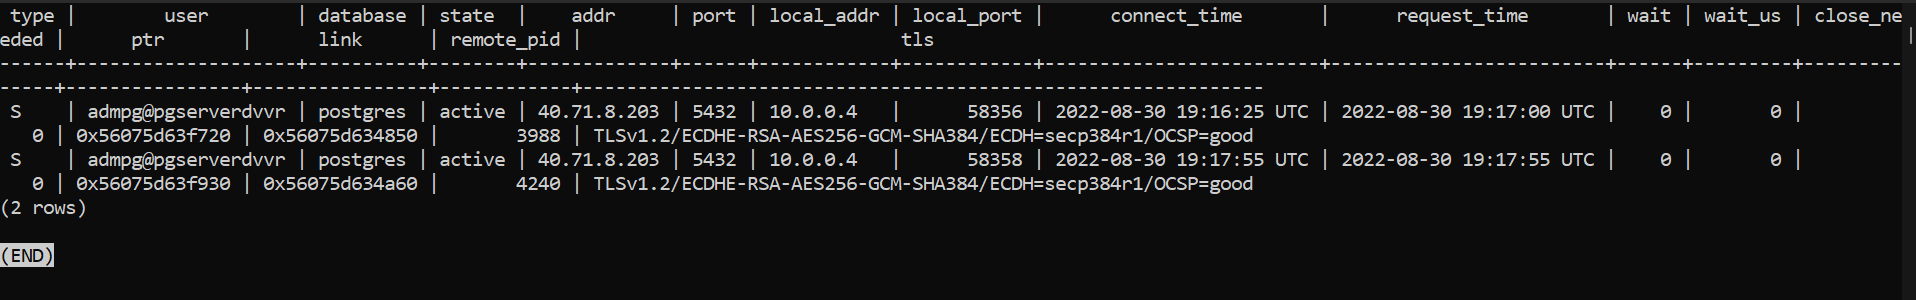 type |        user        | database | state  |    addr     | port | local_addr | local_port |      connect_time       |      request_time       | wait | wait_us | close_ne
eded |      ptr       |      link      | remote_pid |                             tls
------+--------------------+----------+--------+-------------+------+------------+------------+-------------------------+-------------------------+------+---------+---------
-----+----------------+----------------+------------+--------------------------------------------------------------
 S    | admpg@pgserverdvvr | postgres | active | 40.71.8.203 | 5432 | 10.0.0.4   |      58356 | 2022-08-30 19:16:25 UTC | 2022-08-30 19:17:00 UTC |    0 |       0 |
   0 | 0x56075d63f720 | 0x56075d634850 |       3988 | TLSv1.2/ECDHE-RSA-AES256-GCM-SHA384/ECDH=secp384r1/OCSP=good
 S    | admpg@pgserverdvvr | postgres | active | 40.71.8.203 | 5432 | 10.0.0.4   |      58358 | 2022-08-30 19:17:55 UTC | 2022-08-30 19:17:55 UTC |    0 |       0 |
   0 | 0x56075d63f930 | 0x56075d634a60 |       4240 | TLSv1.2/ECDHE-RSA-AES256-GCM-SHA384/ECDH=secp384r1/OCSP=good
(2 rows)
(END)